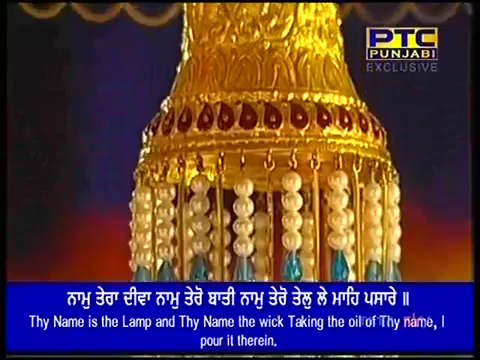 PTC
PUNJABI
EXCLUSIVE
ਨਾਮੁ ਤੇਰਾ ਦੀਵਾ ਨਾਮੁ ਤੇਰੋ ਬਾਤੀ ਨਾਮੁ ਤੇਰੋ ਤੇਲੁ ਲੇ ਮਾਹਿ ਪਸਾਰੇ ॥
Thy Name is the Lamp and Thy Name the wick Taking the oil of Thy name, I
pour it therein.